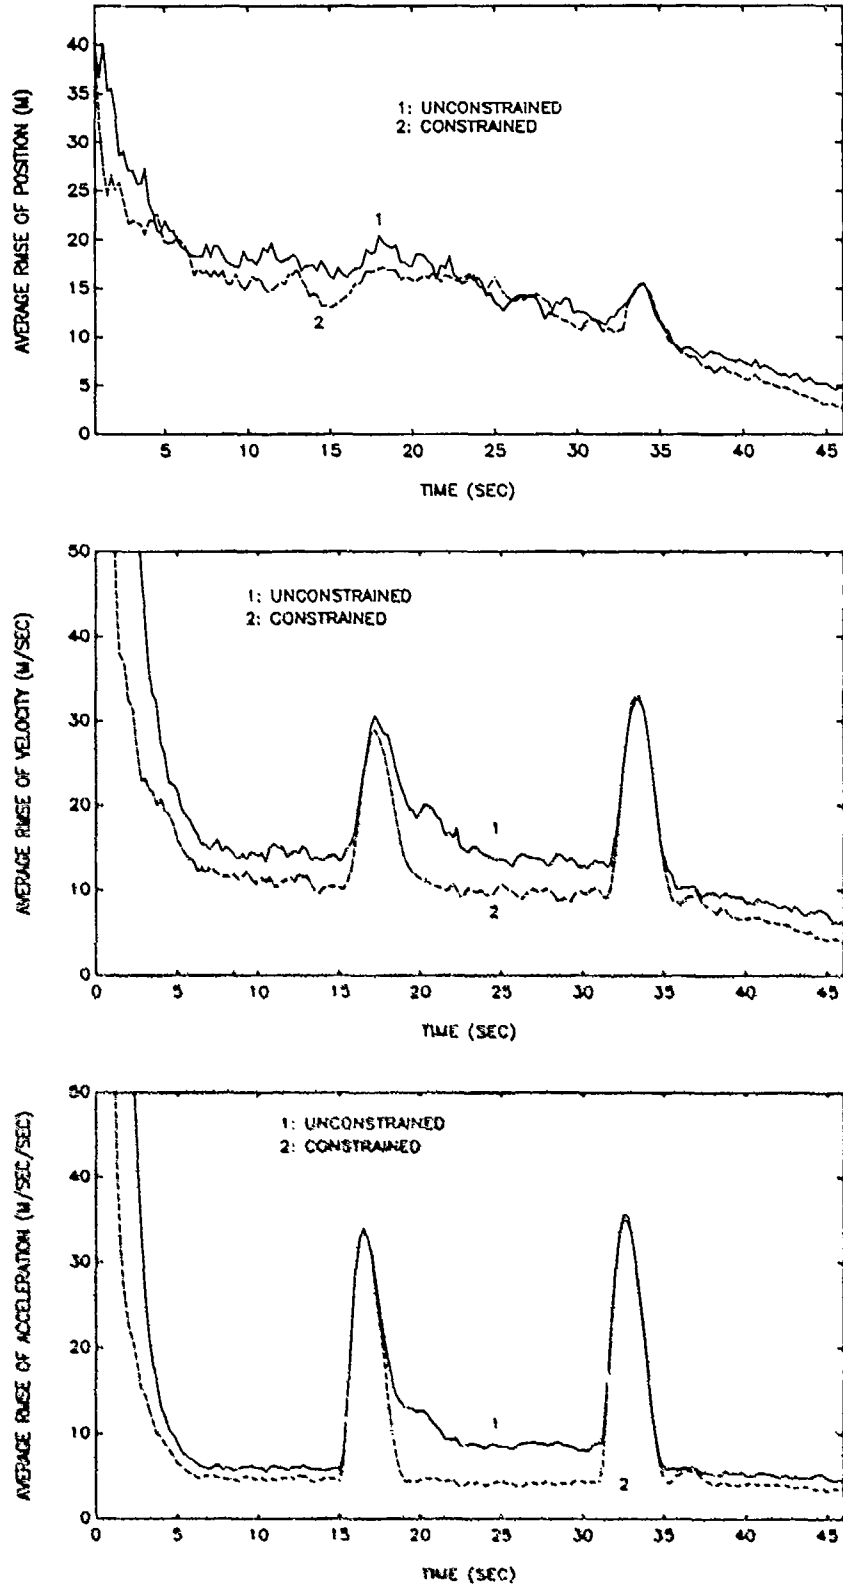 AVERAGE RMSE OF POSITION (M)
40
35
30
25
20
15
10
5
0
1: UNCONSTRAINED
2: CONSTRAINED
1
2
5 10 15 20 25 30 35 40 45
TIME (SEC)
AVERAGE RMSE OF VELOCITY (M/SEC)
50
40
30
20
10
0
1: UNCONSTRAINED
2: CONSTRAINED
1
2
0 5 10 15 20 25 30 35 40 45
TIME (SEC)
AVERAGE RMSE OF ACCELERATION (M/SEC/SEC)
50
40
30
20
10
0
1: UNCONSTRAINED
2: CONSTRAINED
1
2
0 5 10 15 20 25 30 35 40 45
TIME (SEC)